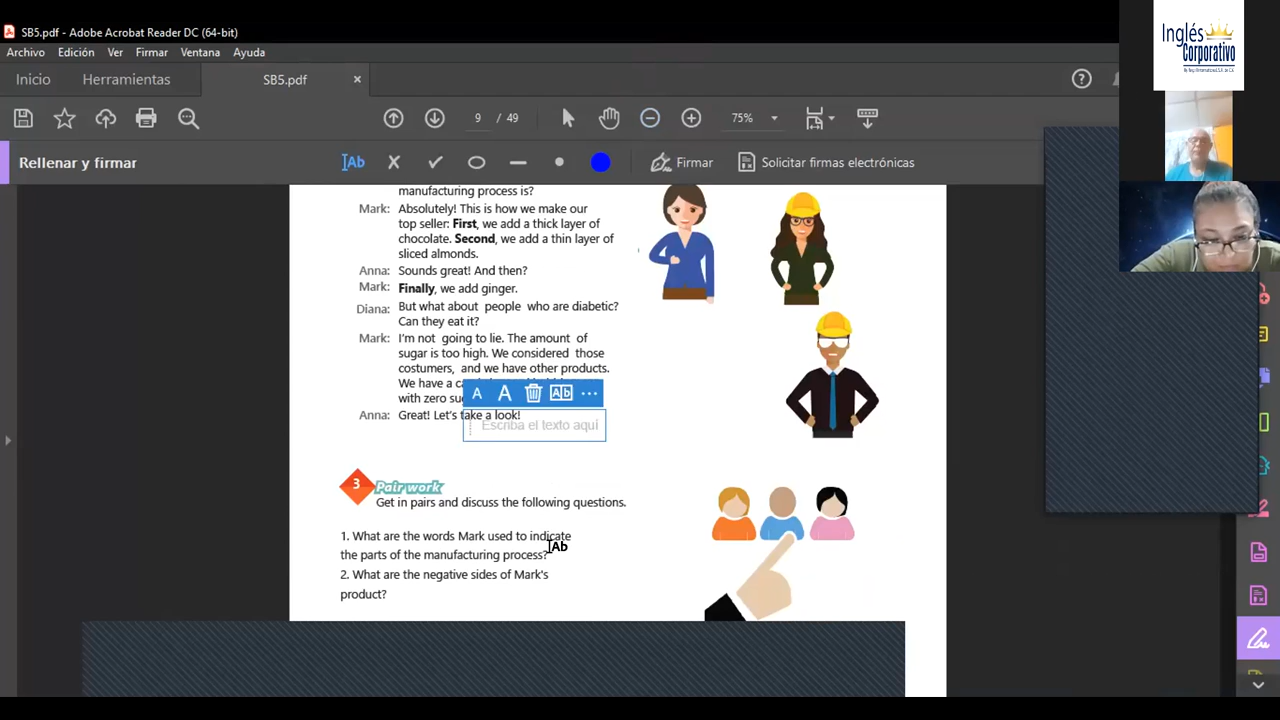 SB5.pdf - Adobe Acrobat Reader DC (64-bit)
Archivo Edición Ver Firmar Ventana Ayuda
Inicio Herramientas SB5.pdf ×
9 / 49 75%
Rellenar y firmar
Ab Firmar Solicitar firmas electrónicas
Inglés
Corporativo
manufacturing process is?
Mark: Absolutely! This is how we make our
top seller: First, we add a thick layer of
chocolate. Second, we add a thin layer of
sliced almonds.
Anna: Sounds great! And then?
Mark: Finally, we add ginger.
Diana: But what about people who are diabetic?
Can they eat it?
Mark: I'm not going to lie. The amount of
sugar is too high. We considered those
costumers, and we have other products.
We have a
with zero
A A Ab ...
Anna: Great! Let's take a look!
Escriba el texto aquí
3 Pair work
Get in pairs and discuss the following questions.
1. What are the words Mark used to indicate
the parts of the manufacturing process?
Ab
2. What are the negative sides of Mark's
product?